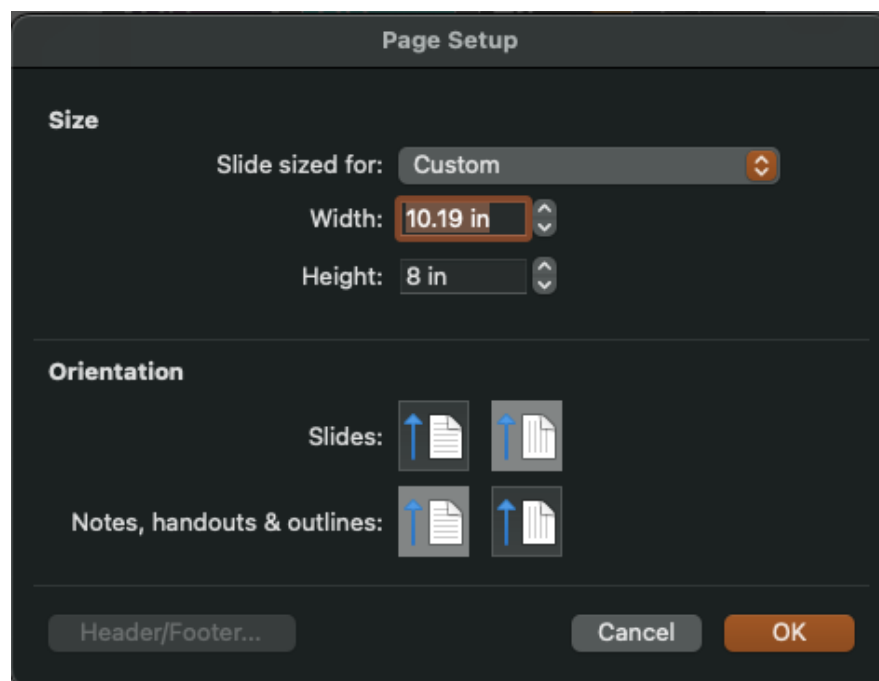 Page Setup
Size
Slide sized for: Custom
Width: 10.19 in
Height: 8 in
Orientation
Slides:
Notes, handouts & outlines:
Header/Footer...
Cancel OK